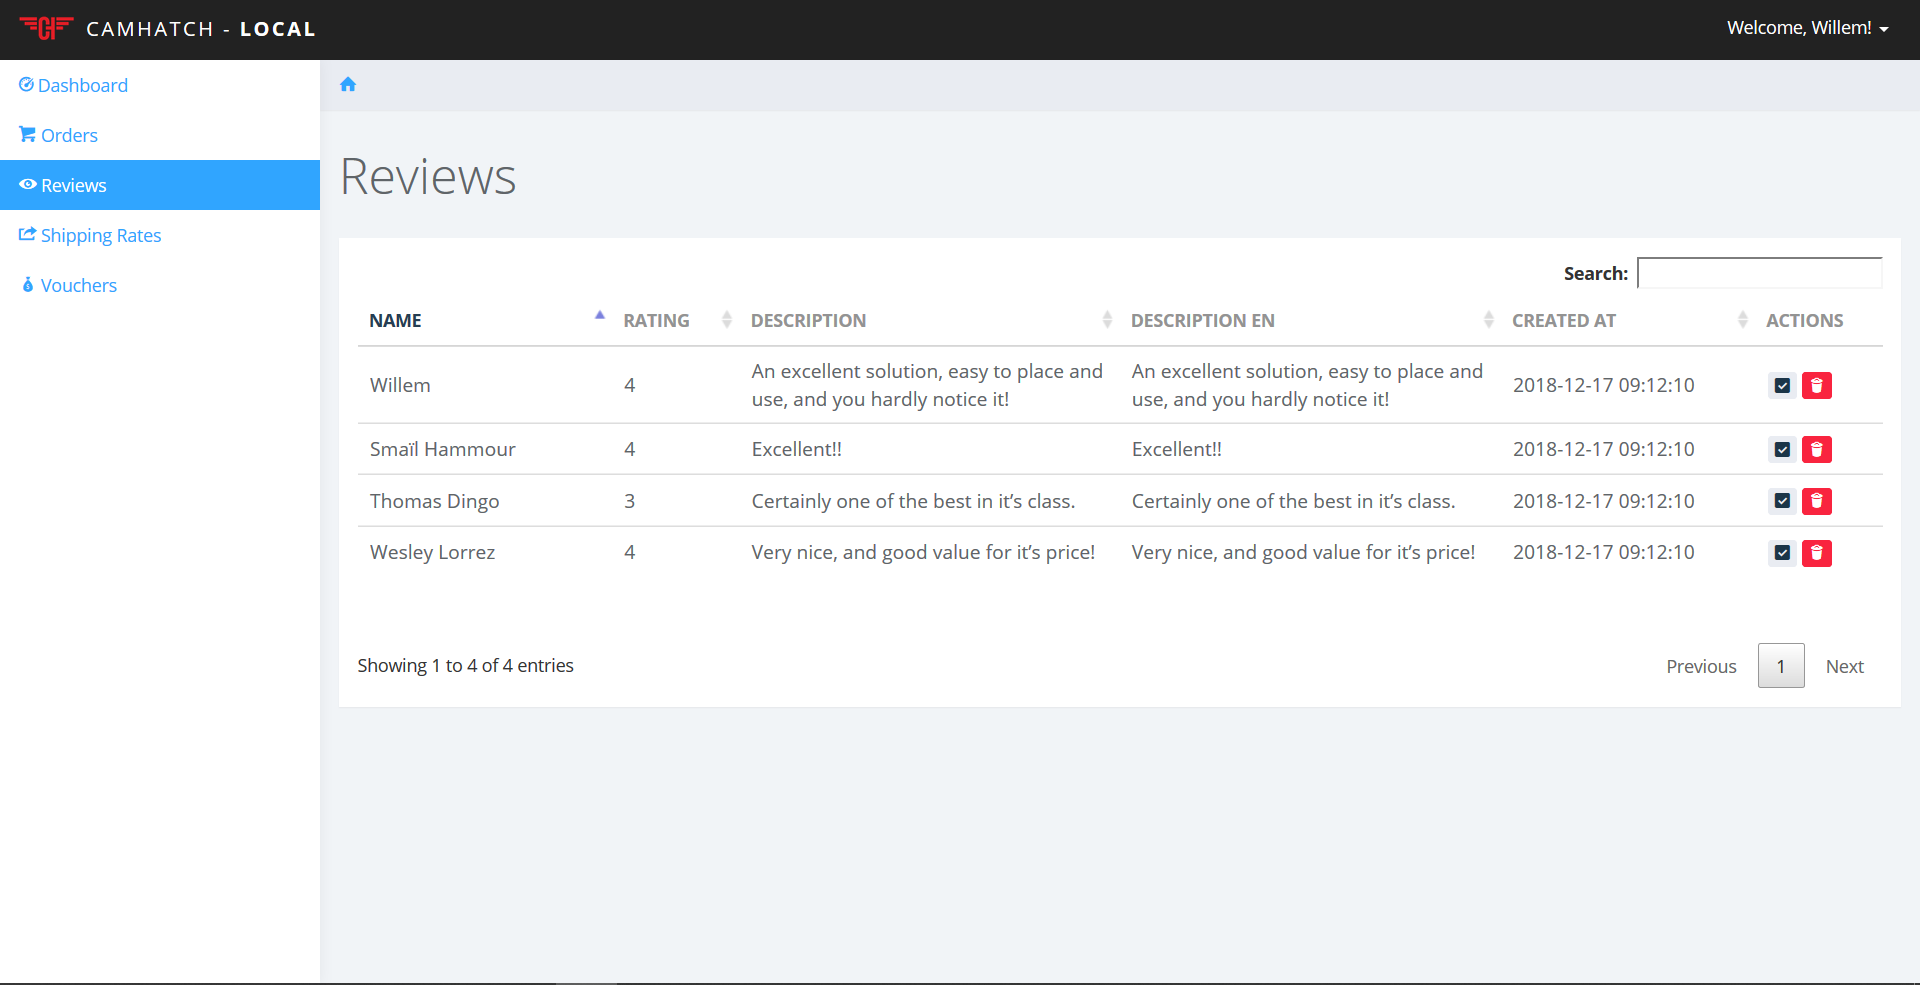 CAMHATCH - LOCAL
Welcome, Willem!
Dashboard
Orders
Reviews
Shipping Rates
Vouchers
Reviews
Search:
NAME RATING DESCRIPTION DESCRIPTION EN CREATED AT ACTIONS
Willem 4 An excellent solution, easy to place and An excellent solution, easy to place and 2018-12-17 09:12:10
use, and you hardly notice it! use, and you hardly notice it!
Smaïl Hammour 4 Excellent!! Excellent!! 2018-12-17 09:12:10
Thomas Dingo 3 Certainly one of the best in it’s class. Certainly one of the best in it’s class. 2018-12-17 09:12:10
Wesley Lorrez 4 Very nice, and good value for it’s price! Very nice, and good value for it’s price! 2018-12-17 09:12:10
Showing 1 to 4 of 4 entries
Previous 1 Next